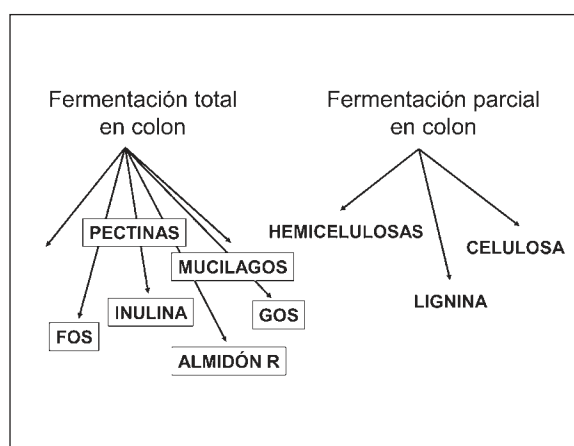 Fermentación total
en colon
PECTINAS
MUCILAGOS
INULINA
GOS
FOS
ALMIDÓN R
Fermentación parcial
en colon
HEMICELULOSAS
CELULOSA
LIGNINA